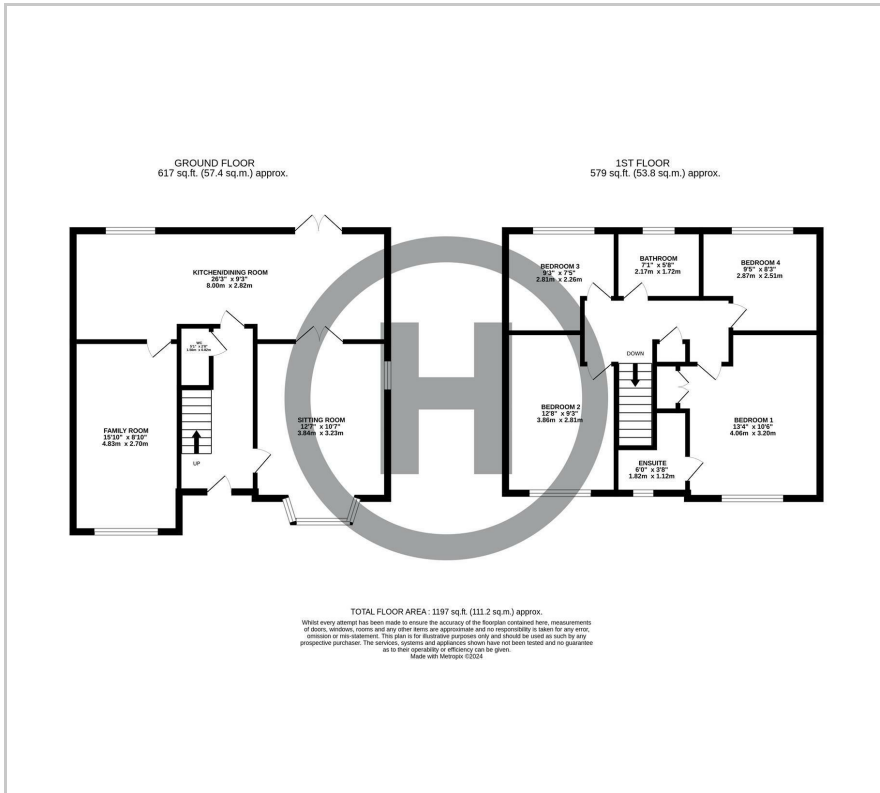 GROUND FLOOR
617 sq.ft. (57.4 sq.m.) approx.
KITCHEN/DINING ROOM
26'3" x 9'3"
8.00m x 2.82m
WC
FAMILY ROOM
15'10" x 8'10"
4.83m x 2.70m
UP
SITTING ROOM
12'7" x 10'7"
3.84m x 3.23m
1ST FLOOR
579 sq.ft. (53.8 sq.m.) approx.
BEDROOM 3
9'3" x 7'5"
2.81m x 2.26m
BATHROOM
7'1" x 5'8"
2.17m x 1.72m
BEDROOM 4
9'5" x 8'3"
2.87m x 2.51m
DOWN
BEDROOM 2
12'8" x 9'3"
3.86m x 2.81m
BEDROOM 1
13'4" x 10'6"
4.06m x 3.20m
ENSUITE
6'0" x 3'8"
1.82m x 1.12m
H
TOTAL FLOOR AREA : 1197 sq.ft. (111.2 sq.m.) approx.
Whilst every attempt has been made to ensure the accuracy of the floorplan contained here, measurements
of doors, windows, rooms and any other items are approximate and no responsibility is taken for any error,
omission or mis-statement. This plan is for illustrative purposes only and should be used as such by any
prospective purchaser. The services, systems and appliances shown have not been tested and no guarantee
as to their operability or efficiency can be given.
Made with Metropix ©2024